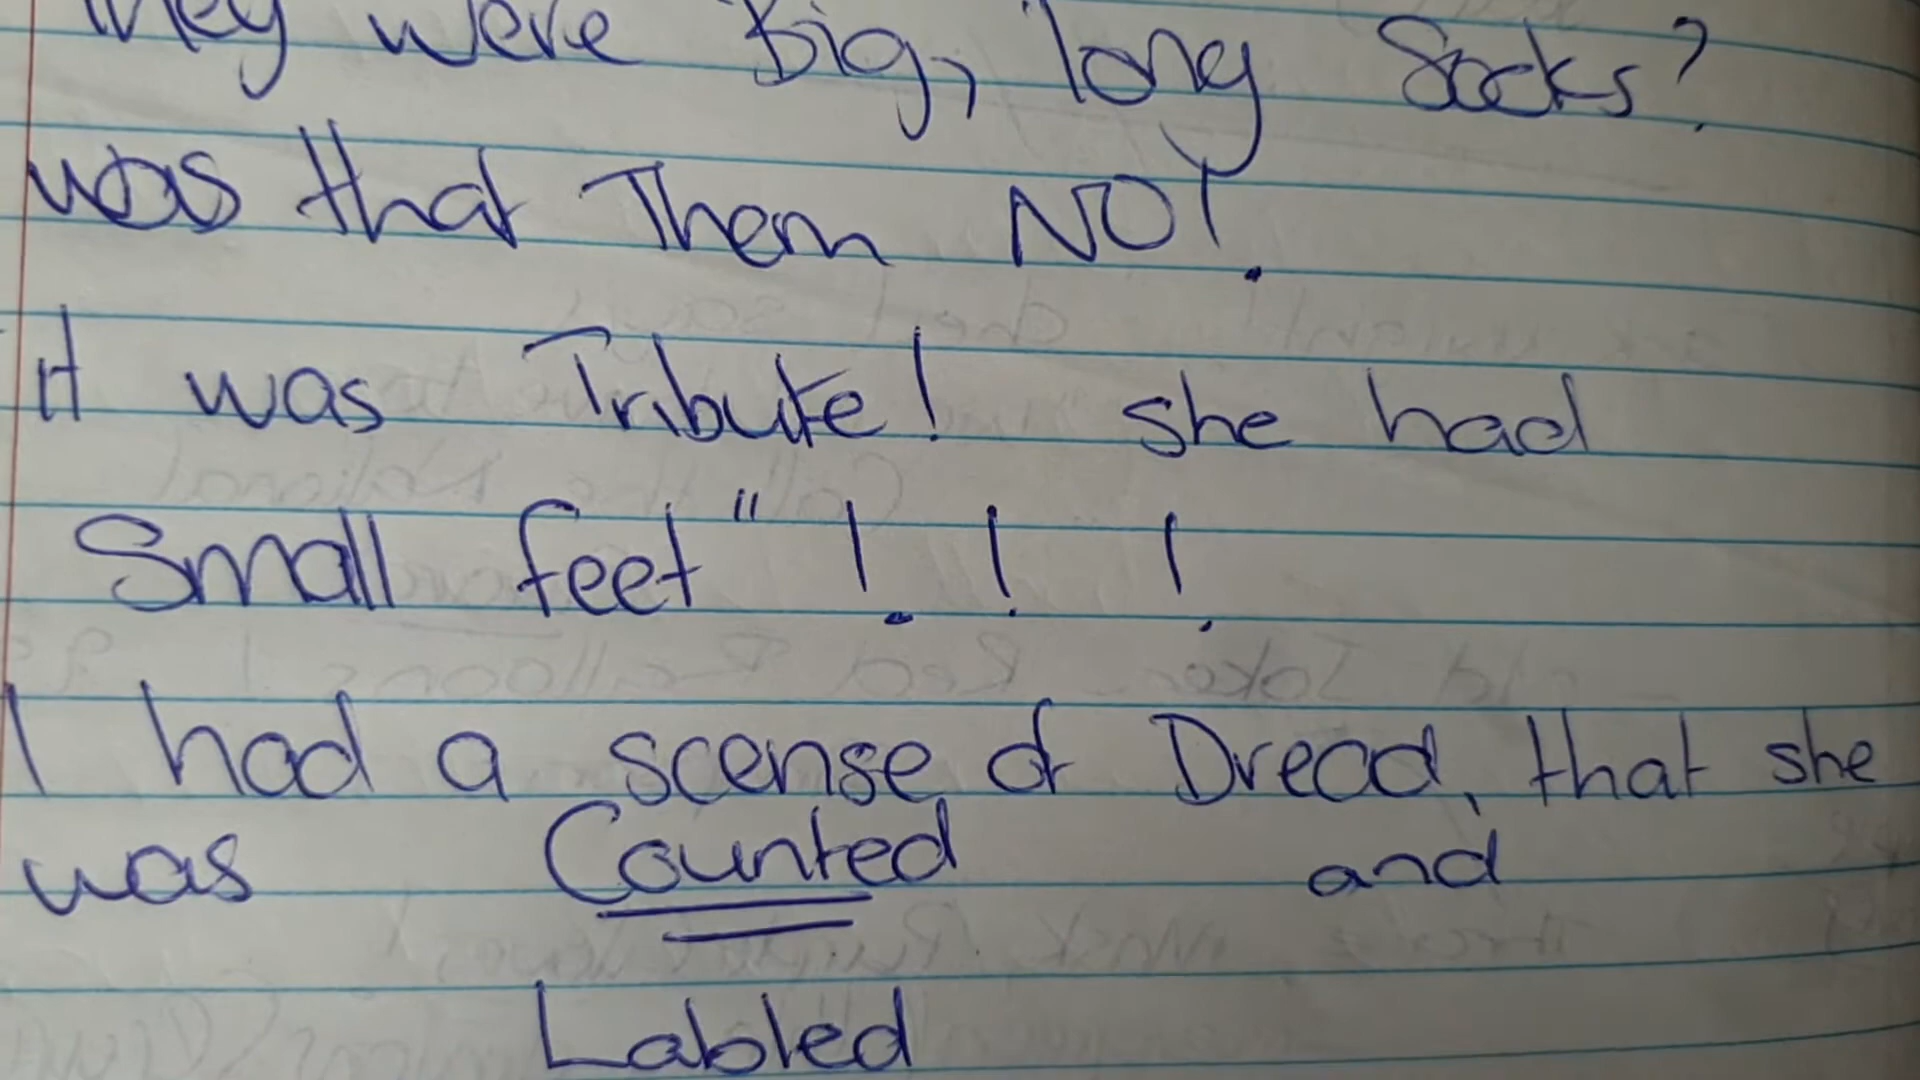 They were Big, long Socks?
was that Them NO!
it was Tribute! she had
Small feet"! ! !
I had a scense of Dread, that she
was Counted and
Labled